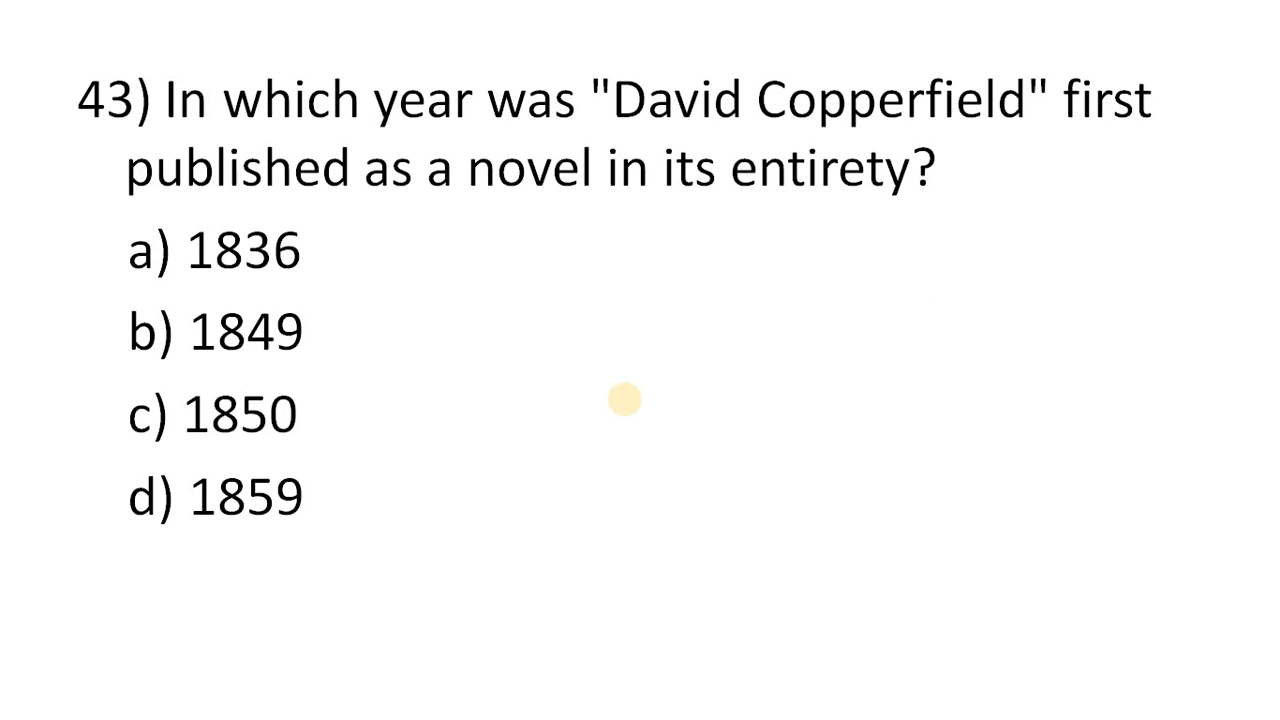 43) In which year was "David Copperfield" first
published as a novel in its entirety?
a) 1836
b) 1849
c) 1850
d) 1859